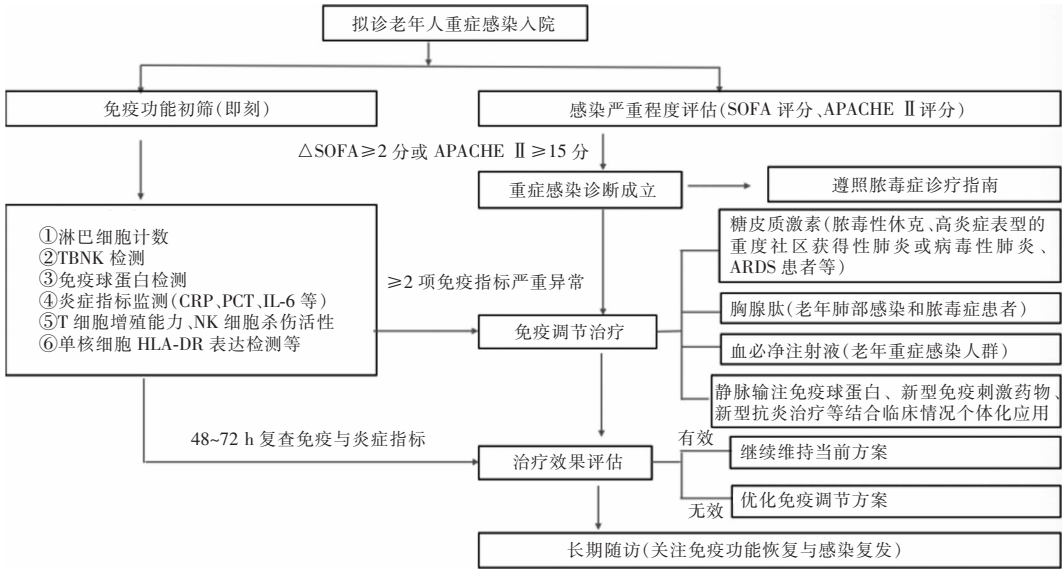 拟诊老年人重症感染入院
免疫功能初筛(即刻)
感染严重程度评估(SOFA 评分、APACHE Ⅱ 评分)
△SOFA≥2 分或 APACHE Ⅱ≥15 分
重症感染诊断成立
遵照脓毒症诊疗指南
①淋巴细胞计数
②TBNK 检测
③免疫球蛋白检测
④炎症指标监测(CRP、PCT、IL-6 等)
⑤T 细胞增殖能力、NK 细胞杀伤活性
⑥单核细胞 HLA-DR 表达检测等
≥2 项免疫指标严重异常
免疫调节治疗
糖皮质激素(脓毒性休克、高炎症表型的
重度社区获得性肺炎或病毒性肺炎、
ARDS 患者等)
胸腺肽(老年肺部感染和脓毒症患者)
血必净注射液(老年重症感染人群)
静脉输注免疫球蛋白、新型免疫刺激药物、
新型抗炎治疗等结合临床情况个体化应用
48~72 h 复查免疫与炎症指标
治疗效果评估
有效
继续维持当前方案
无效
优化免疫调节方案
长期随访(关注免疫功能恢复与感染复发)